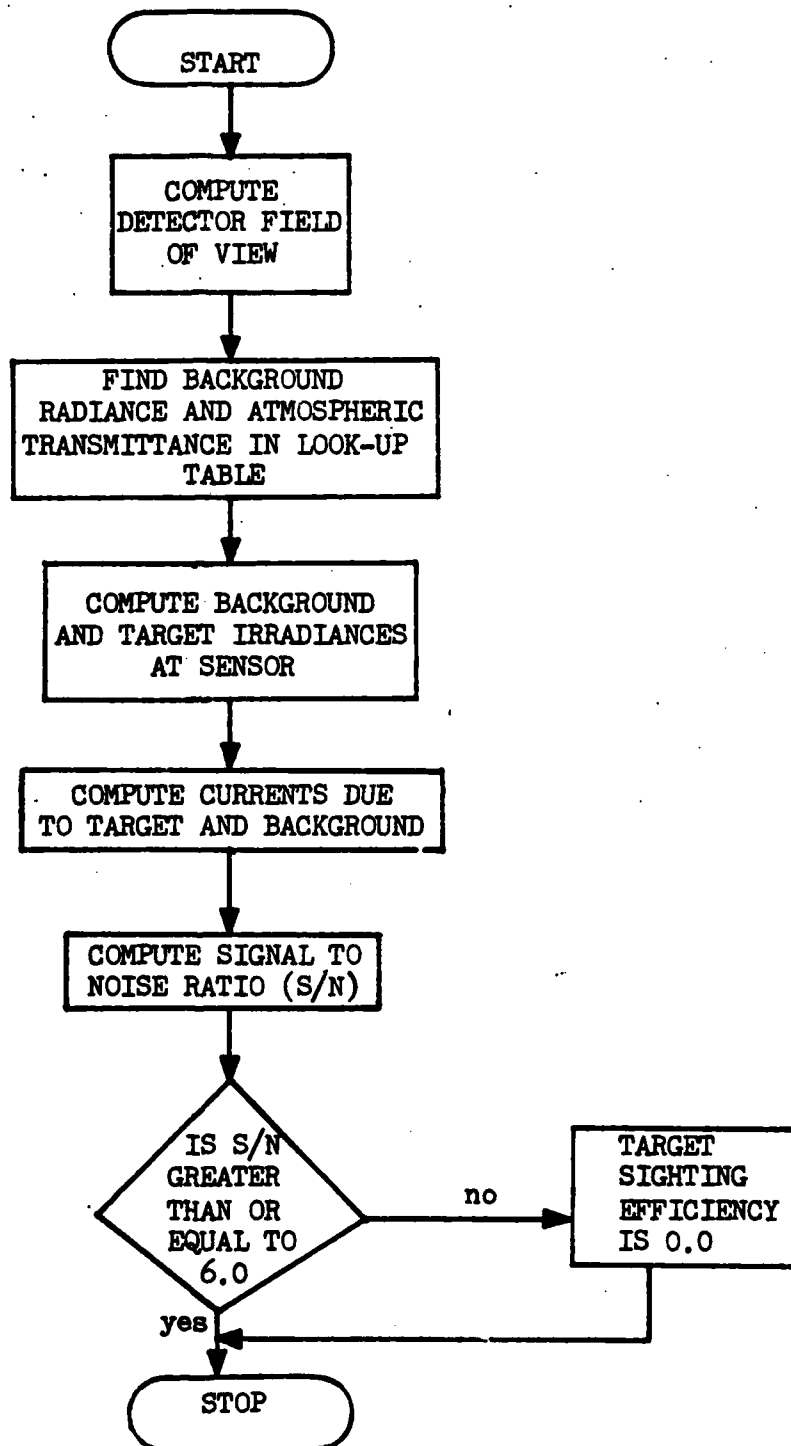 START
COMPUTE
DETECTOR FIELD
OF VIEW
FIND BACKGROUND
RADIANCE AND ATMOSPHERIC
TRANSMITTANCE IN LOOK-UP
TABLE
COMPUTE BACKGROUND
AND TARGET IRRADIANCES
AT SENSOR
COMPUTE CURRENTS DUE
TO TARGET AND BACKGROUND
COMPUTE SIGNAL TO
NOISE RATIO (S/N)
IS S/N
GREATER
THAN OR
EQUAL TO
6.0
no
TARGET
SIGHTING
EFFICIENCY
IS 0.0
yes
STOP